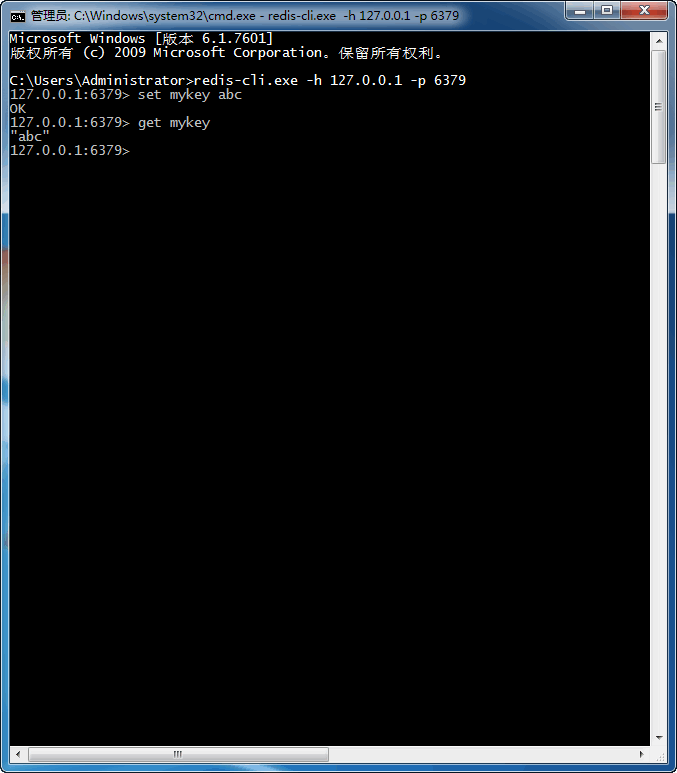 管理员: C:\Windows\system32\cmd.exe - redis-cli.exe  -h 127.0.0.1 -p 6379
Microsoft Windows [版本 6.1.7601]
版权所有 (c) 2009 Microsoft Corporation。保留所有权利。
C:\Users\Administrator>redis-cli.exe -h 127.0.0.1 -p 6379
127.0.0.1:6379> set mykey abc
OK
127.0.0.1:6379> get mykey
"abc"
127.0.0.1:6379>